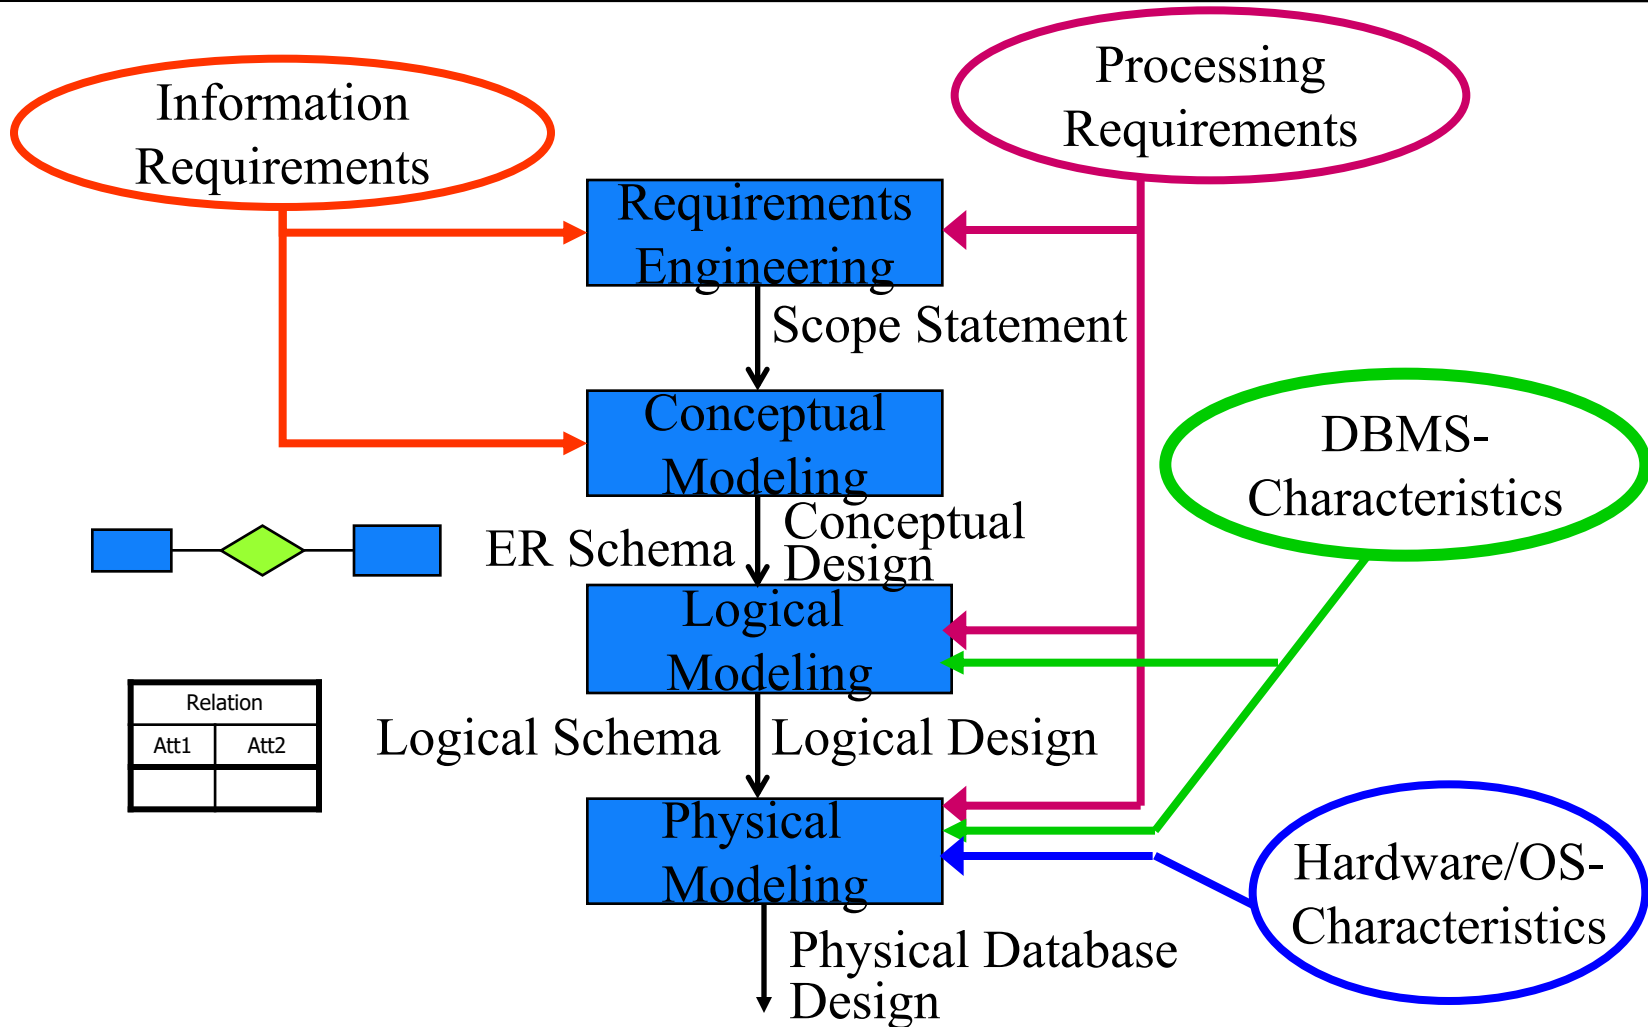 Information
Requirements
Processing
Requirements
Requirements
Engineering
Scope Statement
Conceptual
Modeling
DBMS-
Characteristics
ER Schema
Conceptual
Design
Logical
Modeling
Relation
Att1 Att2
Logical Schema
Logical Design
Physical
Modeling
Hardware/OS-
Characteristics
Physical Database
Design